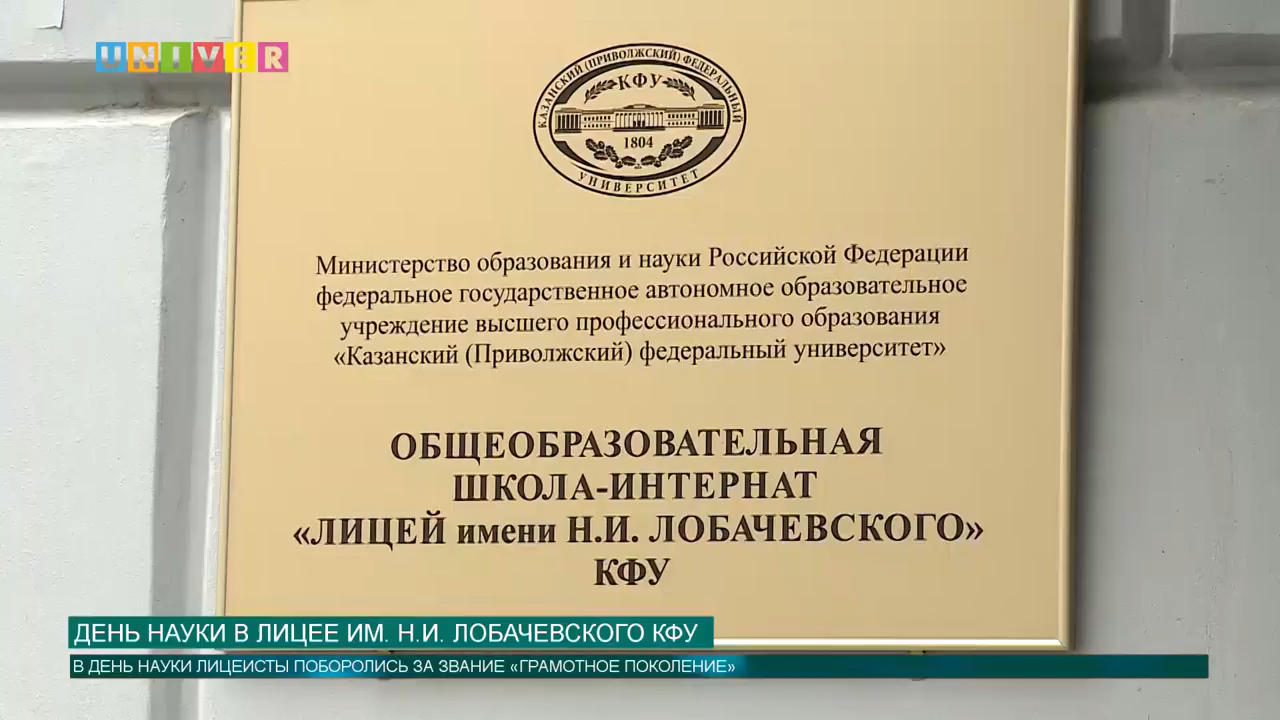 UNIVER
КАЗАНСКИЙ (ПРИВОЛЖСКИЙ) ФЕДЕРАЛЬНЫЙ
КФУ
1804
УНИВЕРСИТЕТ
Министерство образования и науки Российской Федерации
федеральное государственное автономное образовательное
учреждение высшего профессионального образования
«Казанский (Приволжский) федеральный университет»
ОБЩЕОБРАЗОВАТЕЛЬНАЯ
ШКОЛА-ИНТЕРНАТ
«ЛИЦЕЙ имени Н.И. ЛОБАЧЕВСКОГО»
КФУ
ДЕНЬ НАУКИ В ЛИЦЕЕ ИМ. Н.И. ЛОБАЧЕВСКОГО КФУ
В ДЕНЬ НАУКИ ЛИЦЕИСТЫ ПОБОРОЛИСЬ ЗА ЗВАНИЕ «ГРАМОТНОЕ ПОКОЛЕНИЕ»